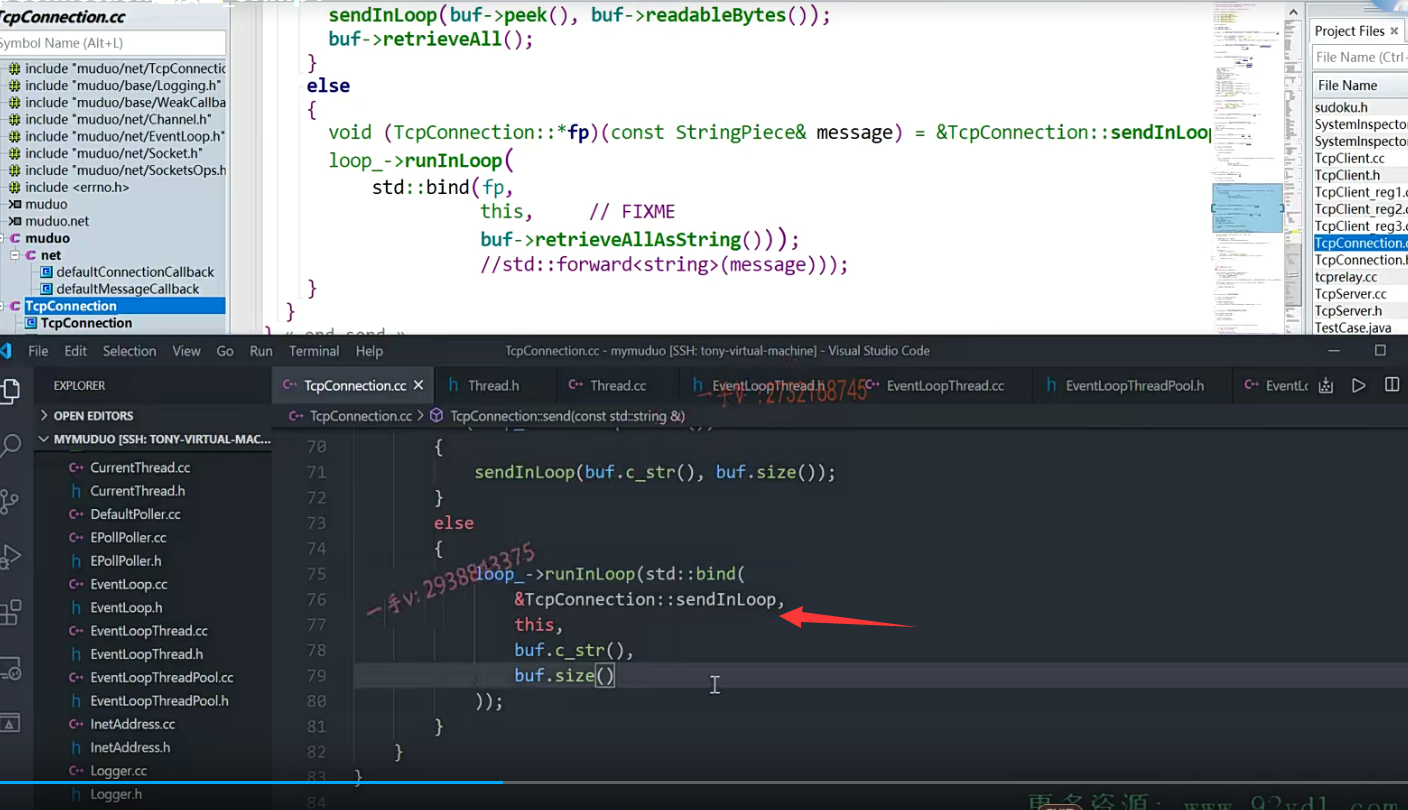 TcpConnection.cc
Symbol Name (Alt+L)
include "muduo/net/TcpConnectic
include "muduo/base/Logging.h"
include "muduo/base/WeakCallba
include "muduo/net/Channel.h"
include "muduo/net/EventLoop.h"
include "muduo/net/Socket.h"
include "muduo/net/SocketsOps.h
include <errno.h>
muduo
muduo.net
muduo
net
defaultConnectionCallback
defaultMessageCallback
TcpConnection
TcpConnection
sendInLoop(buf->peek(), buf->readableBytes());
buf->retrieveAll();
}
else
{
void (TcpConnection::*fp)(const StringPiece& message) = &TcpConnection::sendInLoop
loop_->runInLoop(
std::bind(fp,
this, // FIXME
buf->retrieveAllAsString()));
//std::forward<string>(message)));
}
}
} « end send »
Project Files ×
File Name (Ctrl+
File Name
sudoku.h
SystemInspector
SystemInspector
TcpClient.cc
TcpClient.h
TcpClient_reg1.c
TcpClient_reg2.c
TcpClient_reg3.c
TcpConnection.c
TcpConnection.h
tcprelay.cc
TcpServer.cc
TcpServer.h
TestCase.java
File Edit Selection View Go Run Terminal Help
TcpConnection.cc - mymuduo [SSH: tony-virtual-machine] - Visual Studio Code
EXPLORER
C++ TcpConnection.cc × h Thread.h C++ Thread.cc h EventLoopThread.h C++ EventLoopThread.cc h EventLoopThreadPool.h C++ EventLc
一手v:2752168745
OPEN EDITORS
C++ TcpConnection.cc > TcpConnection::send(const std::string &)
MYMUDUO [SSH: TONY-VIRTUAL-MAC...
C++ CurrentThread.cc
h CurrentThread.h
C++ DefaultPoller.cc
C++ EPollPoller.cc
h EPollPoller.h
C++ EventLoop.cc
h EventLoop.h
C++ EventLoopThread.cc
h EventLoopThread.h
C++ EventLoopThreadPool.cc
h EventLoopThreadPool.h
C++ InetAddress.cc
h InetAddress.h
C++ Logger.cc
h Logger.h
70 {
71 sendInLoop(buf.c_str(), buf.size());
72 }
73 else
74 {
75 loop_->runInLoop(std::bind(
76 &TcpConnection::sendInLoop,
77 this,
78 buf.c_str(),
79 buf.size()
80 ));
81 }
82 }
83 }
84
一手v:2938843375
更多资源: www.92yd1.com